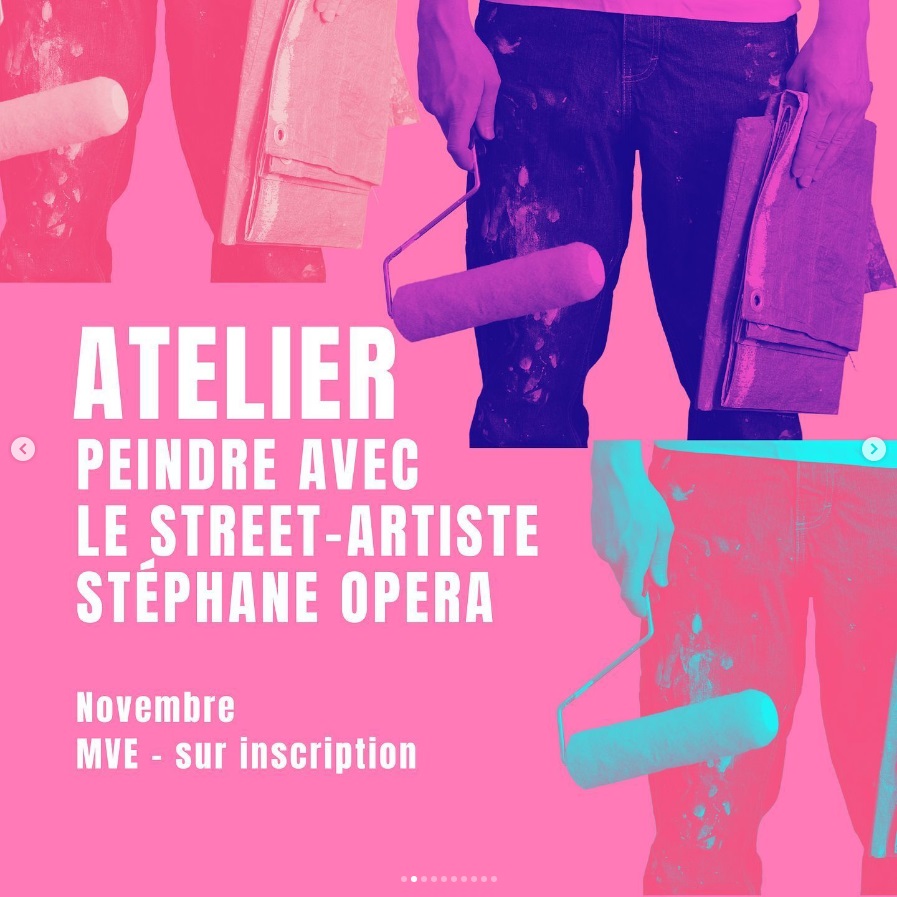 ATELIER
PEINDRE AVEC
LE STREET-ARTISTE
STÉPHANE OPERA
Novembre
MVE - sur inscription